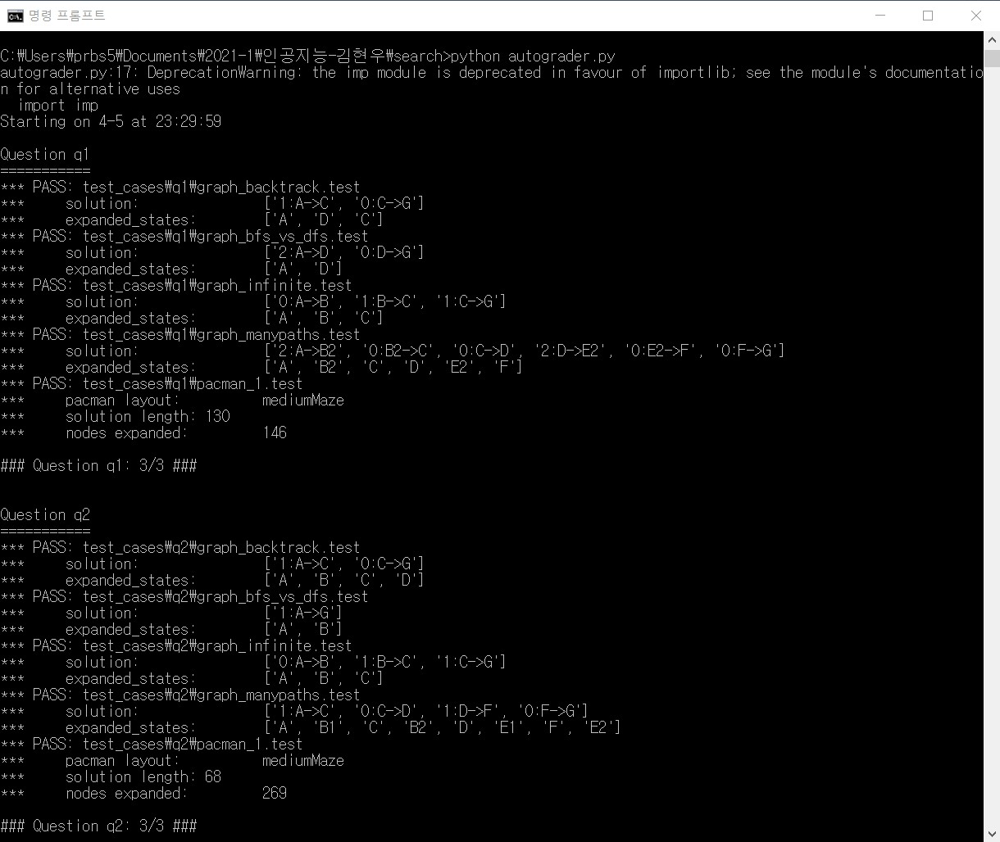 명령 프롬프트
C:₩Users₩prbs5₩Documents₩2021-1₩인공지능-김현우₩search>python autograder.py
autograder.py:17: DeprecationWarning: the imp module is deprecated in favour of importlib; see the module's documentatio
n for alternative uses
  import imp
Starting on 4-5 at 23:29:59

Question q1
===========
*** PASS: test_cases₩q1₩graph_backtrack.test
***     solution:               ['1:A->C', '0:C->G']
***     expanded_states:        ['A', 'D', 'C']
*** PASS: test_cases₩q1₩graph_bfs_vs_dfs.test
***     solution:               ['2:A->D', '0:D->G']
***     expanded_states:        ['A', 'D']
*** PASS: test_cases₩q1₩graph_infinite.test
***     solution:               ['0:A->B', '1:B->C', '1:C->G']
***     expanded_states:        ['A', 'B', 'C']
*** PASS: test_cases₩q1₩graph_manypaths.test
***     solution:               ['2:A->B2', '0:B2->C', '0:C->D', '2:D->E2', '0:E2->F', '0:F->G']
***     expanded_states:        ['A', 'B2', 'C', 'D', 'E2', 'F']
*** PASS: test_cases₩q1₩pacman_1.test
***     pacman layout:          mediumMaze
***     solution length: 130
***     nodes expanded:         146

### Question q1: 3/3 ###

Question q2
===========
*** PASS: test_cases₩q2₩graph_backtrack.test
***     solution:               ['1:A->C', '0:C->G']
***     expanded_states:        ['A', 'B', 'C', 'D']
*** PASS: test_cases₩q2₩graph_bfs_vs_dfs.test
***     solution:               ['1:A->G']
***     expanded_states:        ['A', 'B']
*** PASS: test_cases₩q2₩graph_infinite.test
***     solution:               ['0:A->B', '1:B->C', '1:C->G']
***     expanded_states:        ['A', 'B', 'C']
*** PASS: test_cases₩q2₩graph_manypaths.test
***     solution:               ['1:A->C', '0:C->D', '1:D->F', '0:F->G']
***     expanded_states:        ['A', 'B1', 'C', 'B2', 'D', 'E1', 'F', 'E2']
*** PASS: test_cases₩q2₩pacman_1.test
***     pacman layout:          mediumMaze
***     solution length: 68
***     nodes expanded:         269

### Question q2: 3/3 ###